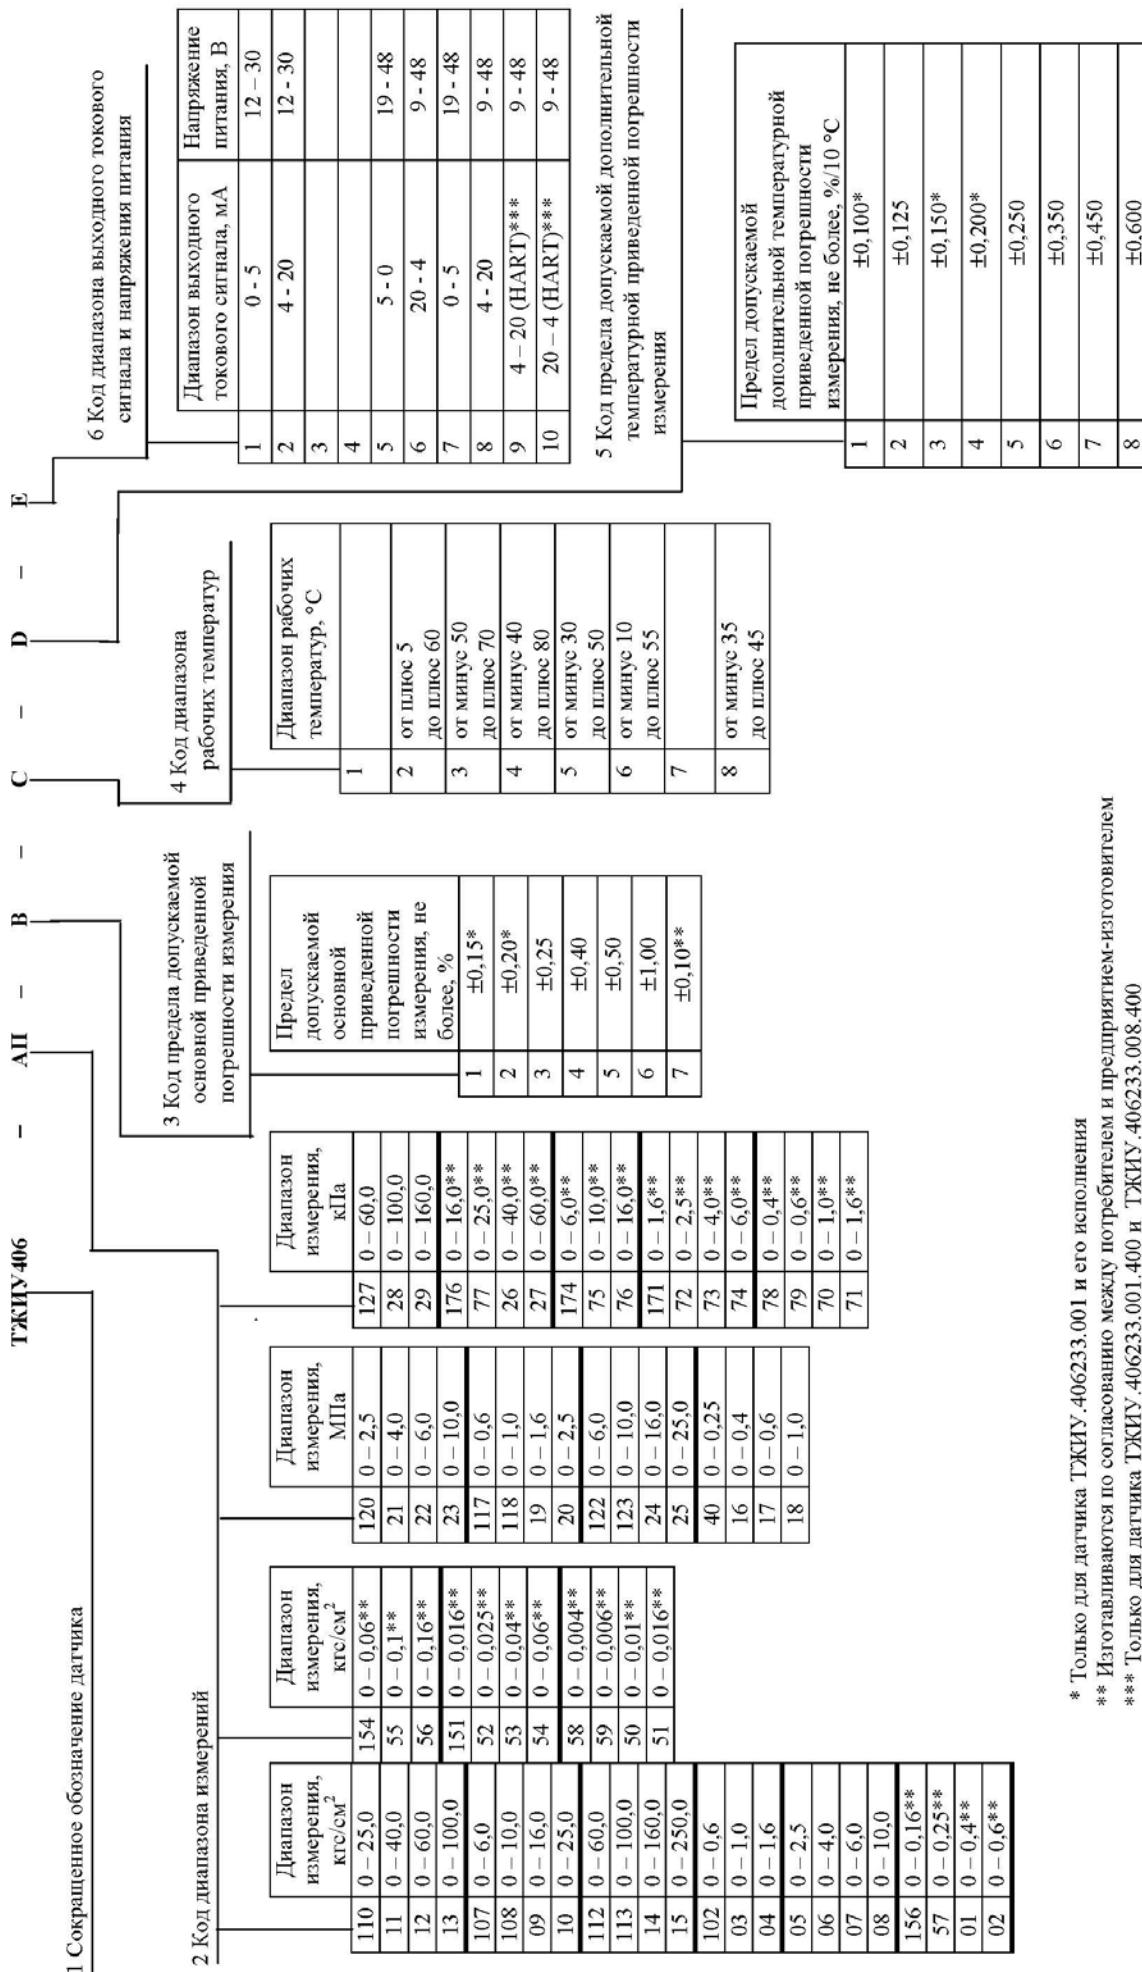 ТЖИУ406 – АП – В – С – D – Е
1 Сокращенное обозначение датчика
2 Код диапазона измерений
Диапазон
измерения,
кгс/см²
110 0 – 25,0
11 0 – 40,0
12 0 – 60,0
13 0 – 100,0
107 0 – 6,0
108 0 – 10,0
09 0 – 16,0
10 0 – 25,0
112 0 – 60,0
113 0 – 100,0
14 0 – 160,0
15 0 – 250,0
102 0 – 0,6
03 0 – 1,0
04 0 – 1,6
05 0 – 2,5
06 0 – 4,0
07 0 – 6,0
08 0 – 10,0
156 0 – 0,16**
57 0 – 0,25**
01 0 – 0,4**
02 0 – 0,6**
Диапазон
измерения,
кгс/см²
154 0 – 0,06**
55 0 – 0,1**
56 0 – 0,16**
151 0 – 0,016**
52 0 – 0,025**
53 0 – 0,04**
54 0 – 0,06**
58 0 – 0,004**
59 0 – 0,006**
50 0 – 0,01**
51 0 – 0,016**
Диапазон
измерения,
МПа
120 0 – 2,5
21 0 – 4,0
22 0 – 6,0
23 0 – 10,0
117 0 – 0,6
118 0 – 1,0
19 0 – 1,6
20 0 – 2,5
122 0 – 6,0
123 0 – 10,0
24 0 – 16,0
25 0 – 25,0
40 0 – 0,25
16 0 – 0,4
17 0 – 0,6
18 0 – 1,0
Диапазон
измерения,
кПа
127 0 – 60,0
28 0 – 100,0
29 0 – 160,0
176 0 – 16,0**
77 0 – 25,0**
26 0 – 40,0**
27 0 – 60,0**
174 0 – 6,0**
75 0 – 10,0**
76 0 – 16,0**
171 0 – 1,6**
72 0 – 2,5**
73 0 – 4,0**
74 0 – 6,0**
78 0 – 0,4**
79 0 – 0,6**
70 0 – 1,0**
71 0 – 1,6**
3 Код предела допускаемой
основной приведенной
погрешности измерения
Предел
допускаемой
основной
приведенной
погрешности
измерения, не
более, %
1 ±0,15*
2 ±0,20*
3 ±0,25
4 ±0,40
5 ±0,50
6 ±1,00
7 ±0,10**
4 Код диапазона
рабочих температур
Диапазон рабочих
температур, °С
1
2 от плюс 5
до плюс 60
3 от минус 50
до плюс 70
4 от минус 40
до плюс 80
5 от минус 30
до плюс 50
6 от минус 10
до плюс 55
7
8 от минус 35
до плюс 45
6 Код диапазона выходного токового
сигнала и напряжения питания
Диапазон выходного
токового сигнала, мА
Напряжение
питания, В
1 0 - 5 12 – 30
2 4 - 20 12 - 30
3
4
5 5 - 0 19 - 48
6 20 - 4 9 - 48
7 0 - 5 19 - 48
8 4 - 20 9 - 48
9 4 – 20 (HART)*** 9 - 48
10 20 – 4 (HART)*** 9 - 48
5 Код предела допускаемой дополнительной
температурной приведенной погрешности
измерения
Предел допускаемой
дополнительной температурной
приведенной погрешности
измерения, не более, %/10 °С
1 ±0,100*
2 ±0,125
3 ±0,150*
4 ±0,200*
5 ±0,250
6 ±0,350
7 ±0,450
8 ±0,600
* Только для датчика ТЖИУ.406233.001 и его исполнения
** Изготавливаются по согласованию между потребителем и предприятием-изготовителем
*** Только для датчика ТЖИУ.406233.001.400 и ТЖИУ.406233.008.400